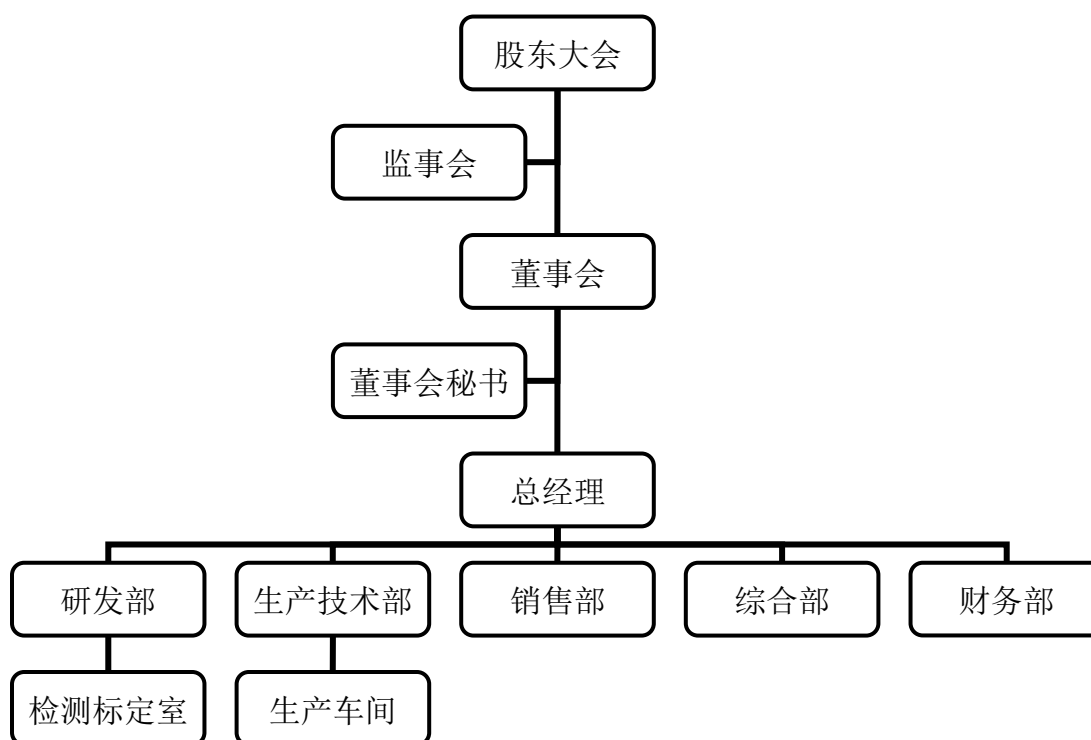 股东大会
监事会
董事会
董事会秘书
总经理
研发部
生产技术部
销售部
综合部
财务部
检测标定室
生产车间